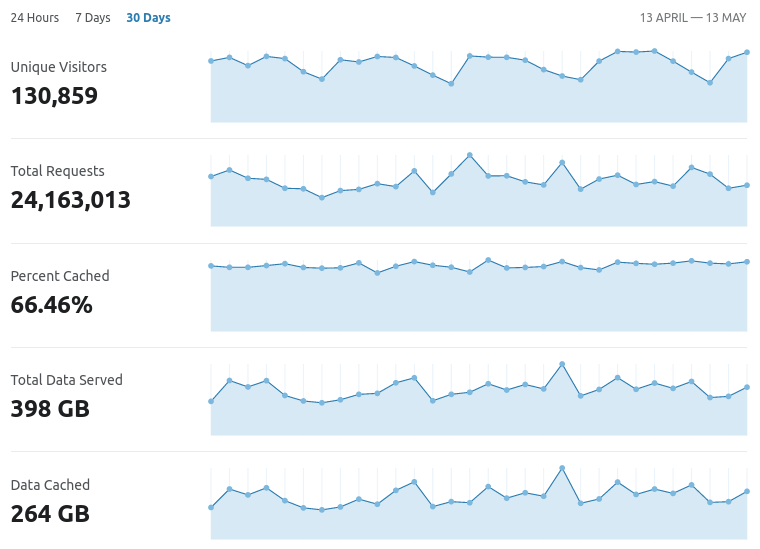 24 Hours 7 Days 30 Days 13 APRIL — 13 MAY
Unique Visitors
130,859
Total Requests
24,163,013
Percent Cached
66.46%
Total Data Served
398 GB
Data Cached
264 GB